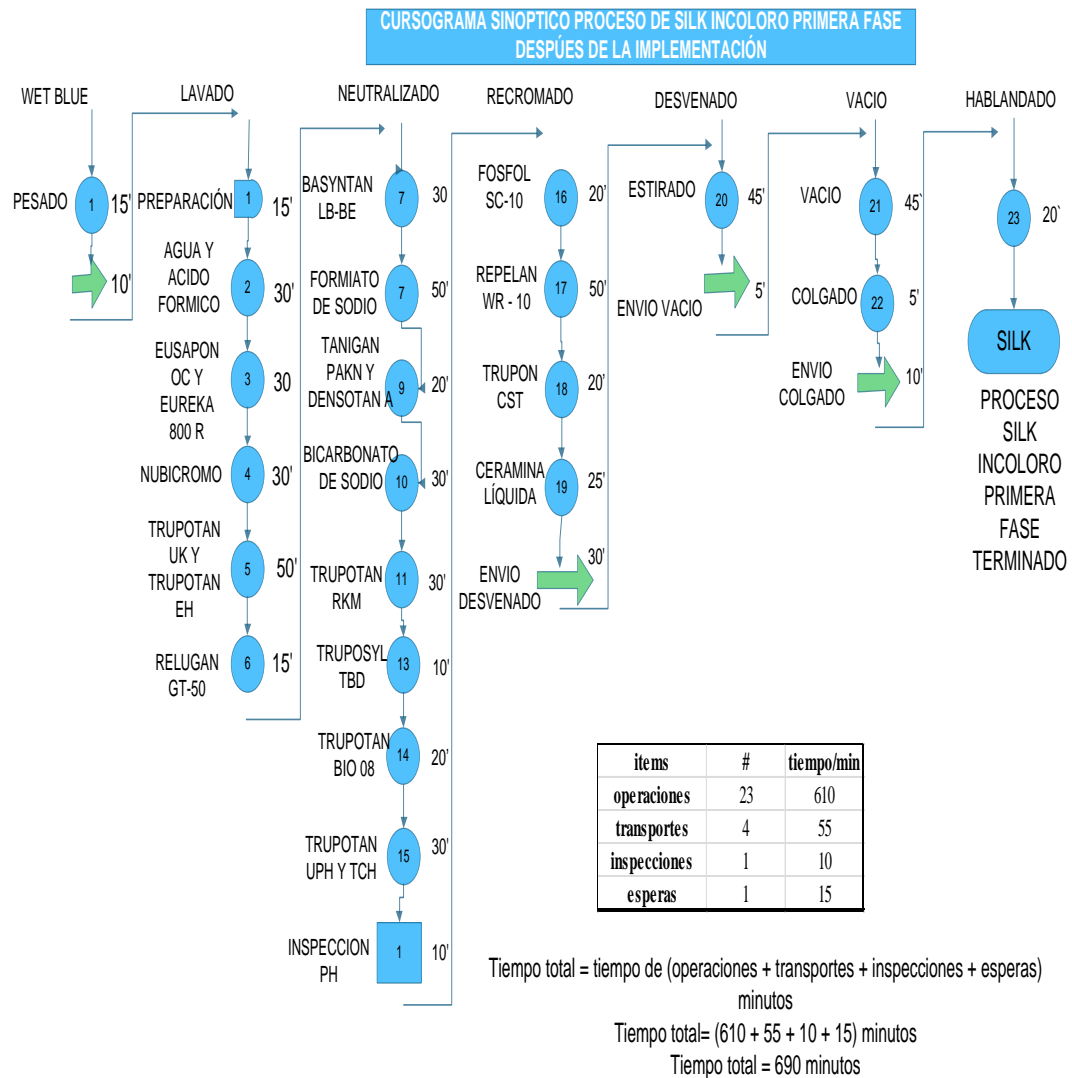 CURSOGRAMA SINOPTICO PROCESO DE SILK INCOLORO PRIMERA FASE
DESPÚES DE LA IMPLEMENTACIÓN
WET BLUE
PESADO
1
15'
10'
LAVADO
PREPARACIÓN
1
15'
AGUA Y
ACIDO
FORMICO
2
30'
EUSAPON
OC Y
EUREKA
800 R
3
30
NUBICROMO
4
30'
TRUPOTAN
UK Y
TRUPOTAN
EH
5
50'
RELUGAN
GT-50
6
15'
NEUTRALIZADO
BASYNTAN
LB-BE
7
30
FORMIATO
DE SODIO
7
50'
TANIGAN
PAKN Y
DENSOTAN A
9
20'
BICARBONATO
DE SODIO
10
30'
TRUPOTAN
RKM
11
30'
TRUPOSYL
TBD
13
10'
TRUPOTAN
BIO 08
14
20'
TRUPOTAN
UPH Y TCH
15
30'
INSPECCION
PH
1
10'
RECROMADO
FOSFOL
SC-10
16
20'
REPELAN
WR - 10
17
50'
TRUPON
CST
18
20'
CERAMINA
LÍQUIDA
19
25'
ENVIO
DESVENADO
30'
DESVENADO
ESTIRADO
20
45'
ENVIO VACIO
5'
VACIO
VACIO
21
45`
COLGADO
22
5'
ENVIO
COLGADO
10'
HABLANDADO
23
20`
SILK
PROCESO
SILK
INCOLORO
PRIMERA
FASE
TERMINADO
items # tiempo/min
operaciones 23 610
transportes 4 55
inspecciones 1 10
esperas 1 15
Tiempo total = tiempo de (operaciones + transportes + inspecciones + esperas)
minutos
Tiempo total= (610 + 55 + 10 + 15) minutos
Tiempo total = 690 minutos